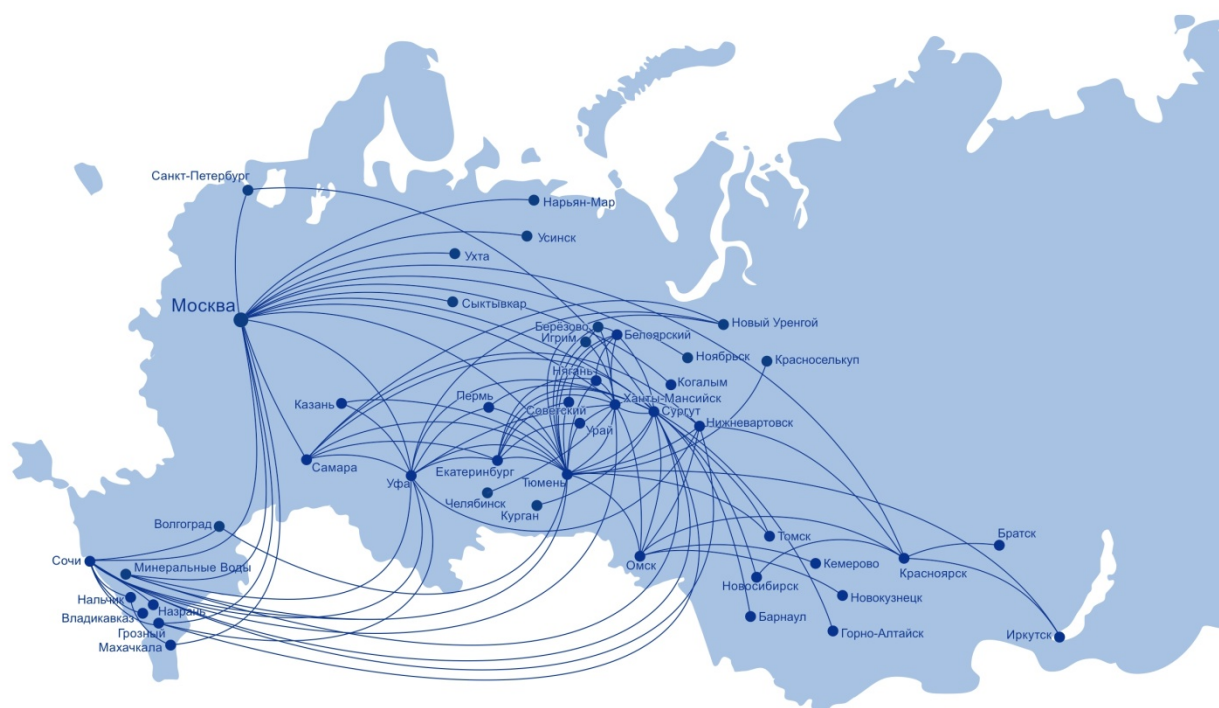 Санкт-Петербург
Нарьян-Мар
Усинск
Ухта
Москва
Сыктывкар
Новый Уренгой
Берёзово
Белоярский
Игрим
Ноябрьск
Красноселькуп
Нягань
Когалым
Пермь
Ханты-Мансийск
Казань
Советский
Сургут
Нижневартовск
Урай
Самара
Екатеринбург
Уфа
Тюмень
Челябинск
Курган
Волгоград
Томск
Братск
Сочи
Минеральные Воды
Омск
Кемерово
Красноярск
Новосибирск
Новокузнецк
Нальчик
Назрань
Владикавказ
Барнаул
Грозный
Горно-Алтайск
Иркутск
Махачкала